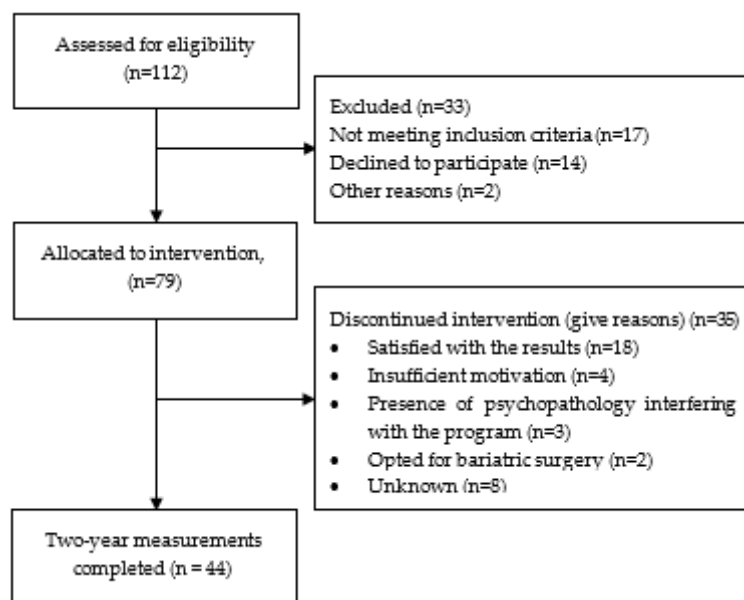 Assessed for eligibility
(n=112)
Excluded (n=33)
Not meeting inclusion criteria (n=17)
Declined to participate (n=14)
Other reasons (n=2)
Allocated to intervention,
(n=79)
Discontinued intervention (give reasons) (n=35)
• Satisfied with the results (n=18)
• Insufficient motivation (n=4)
• Presence of psychopathology interfering
with the program (n=3)
• Opted for bariatric surgery (n=2)
• Unknown (n=8)
Two-year measurements
completed (n = 44)